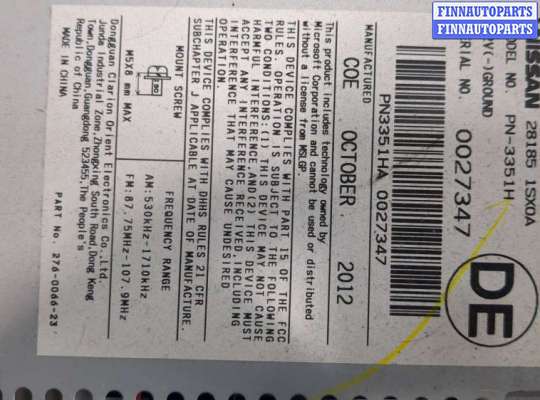 FINNAUTOPARTS
FINNAUTOPARTS
NISSAN 28185 1SX0A
MODEL NO. PN-3351H
12V(-)GROUND
SERIAL NO. 0027347
DE
PN3351HA 0027347
MANUFACTURED
COE OCTOBER 2012
This product includes technology owned by
Microsoft Corporation and cannot be used or distributed
without a license from MSLGP.
THIS DEVICE COMPLIES WITH PART 15 OF THE FCC
RULES. OPERATION IS SUBJECT TO THE FOLLOWING
TWO CONDITIONS:(1) THIS DEVICE MAY NOT CAUSE
HARMFUL INTERFERENCE,AND(2) THIS DEVICE MUST
ACCEPT ANY INTERFERENCE RECEIVED,INCLUDING
INTERFERENCE THAT MAY CAUSE UNDESIRED
OPERATION.
THIS DEVICE COMPLIES WITH DHHS RULES 21 CFR
SUBCHAPTER J APPLICABLE AT DATE OF MANUFACTURE.
MOUNT SCREW
M5X8 mm MAX
FREQUENCY RANGE
AM:530kHz-1710kHz
FM:87.75MHz-107.9MHz
Dongguan Clarion Orient Electronics Co.,Ltd.
Junda Industrial Zone,Zhongxing South Road,Dong Keng
Town,Dongguan,Guangdong 523455,The People's
Republic of China
MADE IN CHINA
PART No. 276-0066-23